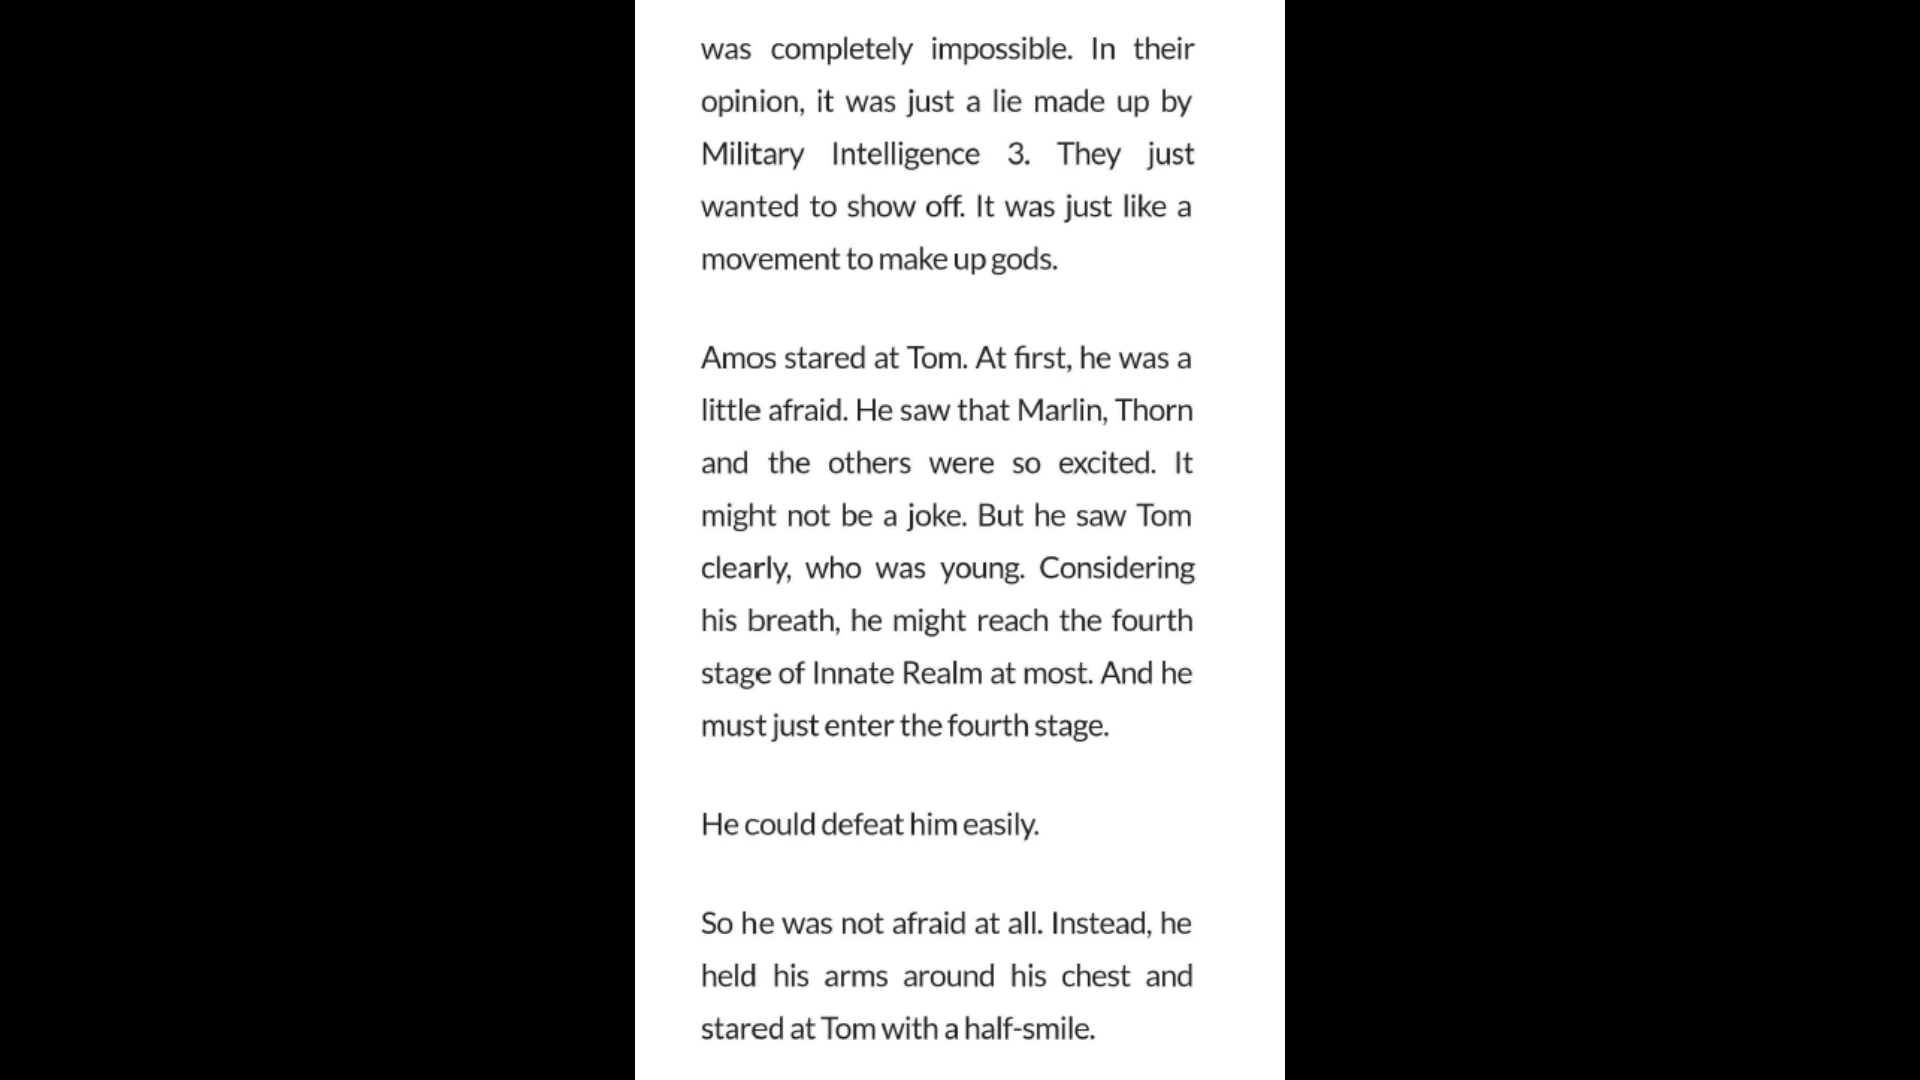 was completely impossible. In their
opinion, it was just a lie made up by
Military Intelligence 3. They just
wanted to show off. It was just like a
movement to make up gods.
Amos stared at Tom. At first, he was a
little afraid. He saw that Marlin, Thorn
and the others were so excited. It
might not be a joke. But he saw Tom
clearly, who was young. Considering
his breath, he might reach the fourth
stage of Innate Realm at most. And he
must just enter the fourth stage.
He could defeat him easily.
So he was not afraid at all. Instead, he
held his arms around his chest and
stared at Tom with a half-smile.